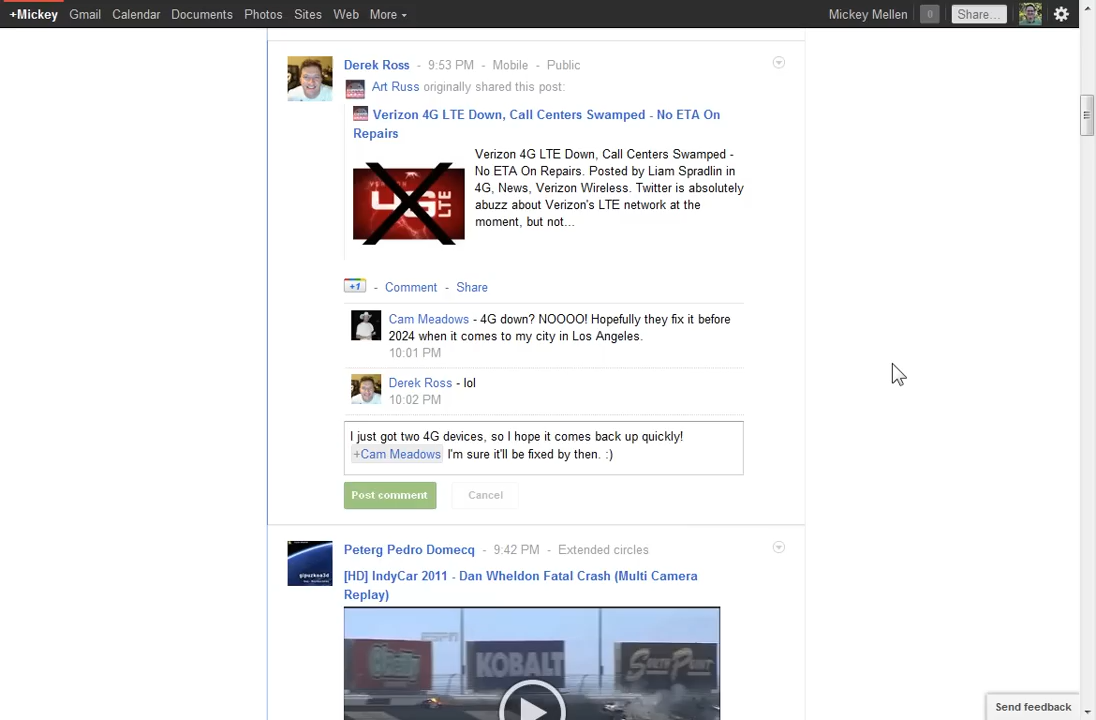 +Mickey Gmail Calendar Documents Photos Sites Web More Mickey Mellen 0 Share...
Derek Ross - 9:53 PM - Mobile - Public
Art Russ originally shared this post:
Verizon 4G LTE Down, Call Centers Swamped - No ETA On
Repairs
Verizon 4G LTE Down, Call Centers Swamped -
No ETA On Repairs. Posted by Liam Spradlin in
4G, News, Verizon Wireless. Twitter is absolutely
abuzz about Verizon's LTE network at the
moment, but not...
VERIZON
4G LTE
+1 - Comment - Share
Cam Meadows - 4G down? NOOOO! Hopefully they fix it before
2024 when it comes to my city in Los Angeles.
10:01 PM
Derek Ross - lol
10:02 PM
I just got two 4G devices, so I hope it comes back up quickly!
+Cam Meadows I'm sure it'll be fixed by then. :)
Post comment Cancel
Peterg Pedro Domecq - 9:42 PM - Extended circles
[HD] IndyCar 2011 - Dan Wheldon Fatal Crash (Multi Camera
Replay)
KOBALT
SOUTH POINT
Send feedback